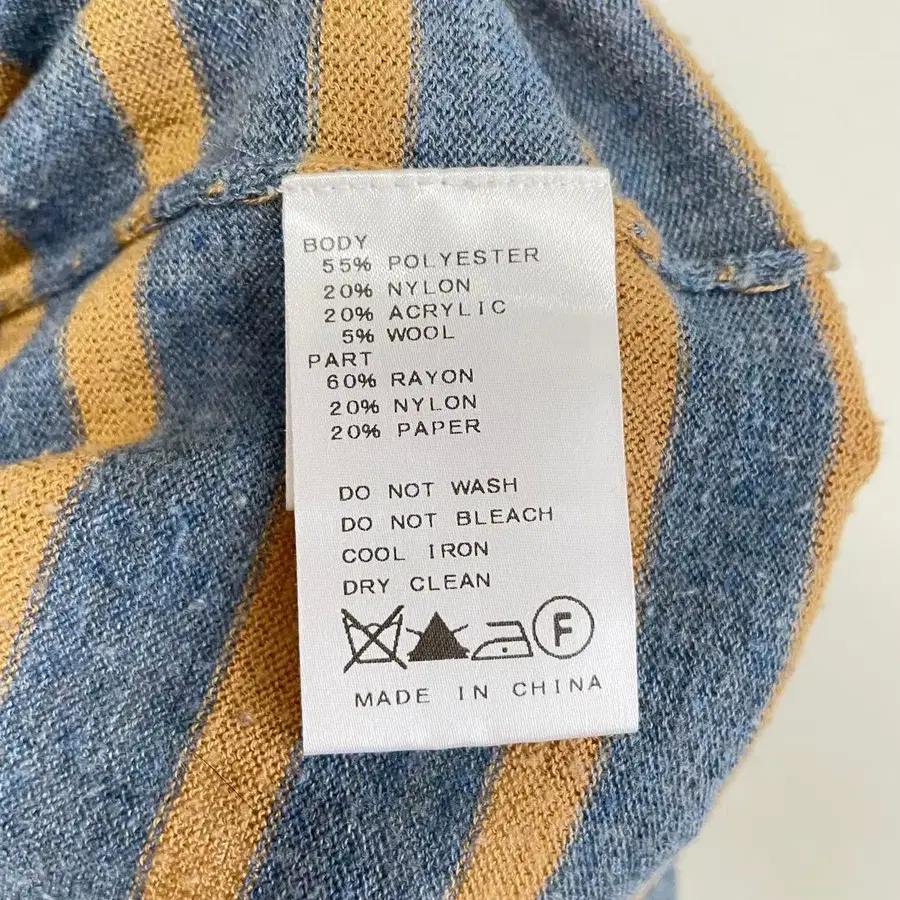 BODY
55% POLYESTER
20% NYLON
20% ACRYLIC
5% WOOL
PART
60% RAYON
20% NYLON
20% PAPER
DO NOT WASH
DO NOT BLEACH
COOL IRON
DRY CLEAN
F
MADE IN CHINA